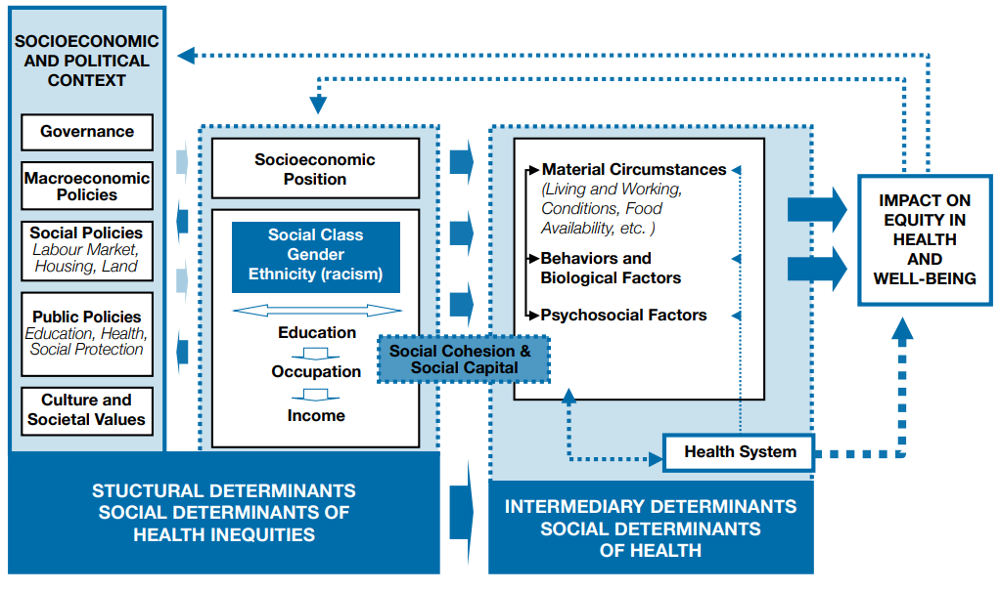 SOCIOECONOMIC
AND POLITICAL
CONTEXT
Governance
Macroeconomic
Policies
Social Policies
Labour Market,
Housing, Land
Public Policies
Education, Health,
Social Protection
Culture and
Societal Values
Socioeconomic
Position
Social Class
Gender
Ethnicity (racism)
Education
Occupation
Income
Social Cohesion &
Social Capital
Material Circumstances
(Living and Working,
Conditions, Food
Availability, etc. )
Behaviors and
Biological Factors
Psychosocial Factors
Health System
IMPACT ON
EQUITY IN
HEALTH
AND
WELL-BEING
STUCTURAL DETERMINANTS
SOCIAL DETERMINANTS OF
HEALTH INEQUITIES
INTERMEDIARY DETERMINANTS
SOCIAL DETERMINANTS
OF HEALTH